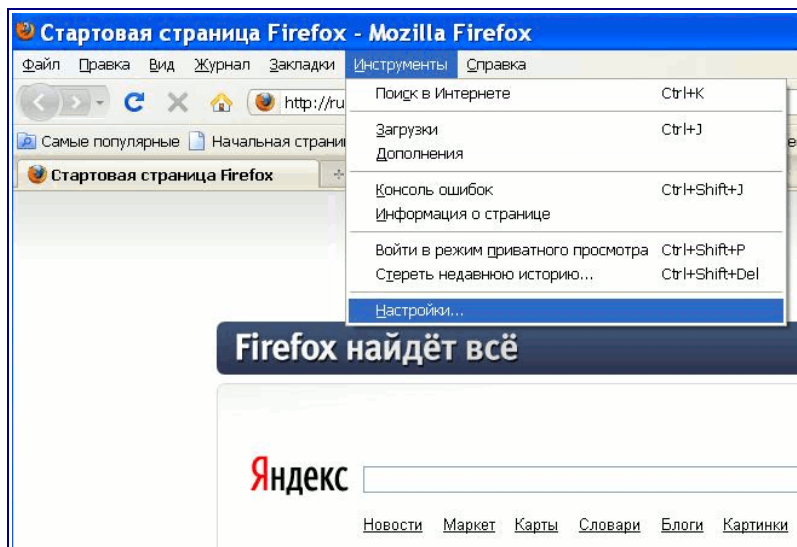 Стартовая страница Firefox - Mozilla Firefox
Файл Правка Вид Журнал Закладки Инструменты Справка
http://ru
Самые популярные Начальная страни
Стартовая страница Firefox
Поиск в Интернете Ctrl+K
Загрузки Ctrl+J
Дополнения
Консоль ошибок Ctrl+Shift+J
Информация о странице
Войти в режим приватного просмотра Ctrl+Shift+P
Стереть недавнюю историю... Ctrl+Shift+Del
Настройки...
Firefox найдёт всё
Яндекс
Новости Маркет Карты Словари Блоги Картинки